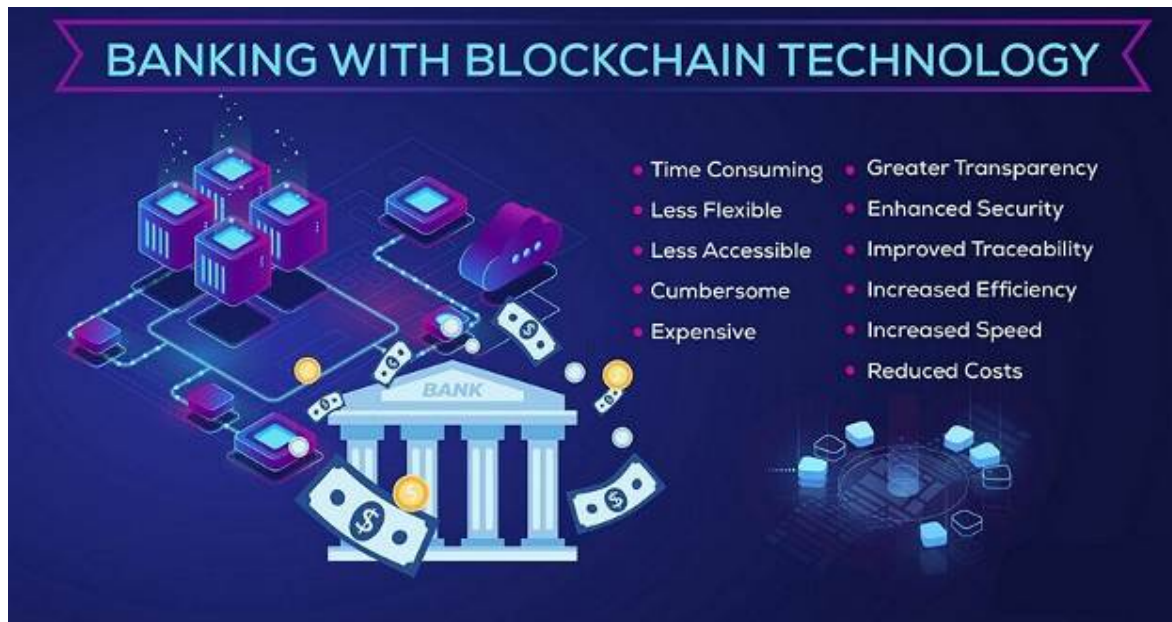 BANKING WITH BLOCKCHAIN TECHNOLOGY
Time Consuming
Less Flexible
Less Accessible
Cumbersome
Expensive
Greater Transparency
Enhanced Security
Improved Traceability
Increased Efficiency
Increased Speed
Reduced Costs
BANK